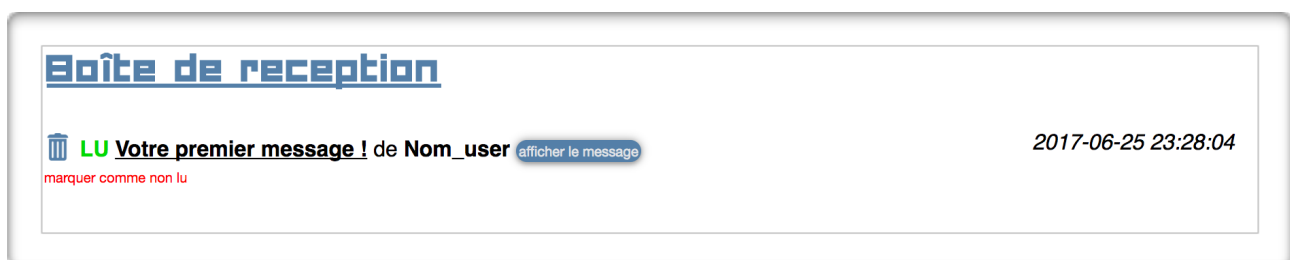 Boîte de reception
LU Votre premier message ! de Nom_user afficher le message 2017-06-25 23:28:04
marquer comme non lu